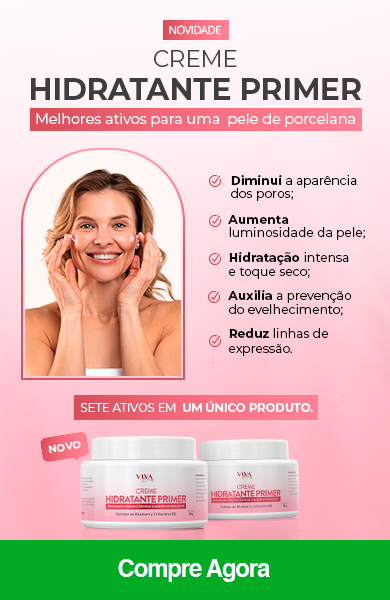 NOVIDADE
CREME
HIDRATANTE PRIMER
Melhores ativos para uma pele de porcelana
Diminui a aparência
dos poros;
Aumenta
luminosidade da pele;
Hidratação intensa
e toque seco;
Auxilia a prevenção
do evelhecimento;
Reduz linhas de
expressão.
SETE ATIVOS EM UM ÚNICO PRODUTO.
NOVO
VIVA
CREME
HIDRATANTE PRIMER
VIVA
CREME
HIDRATANTE PRIMER
Compre Agora